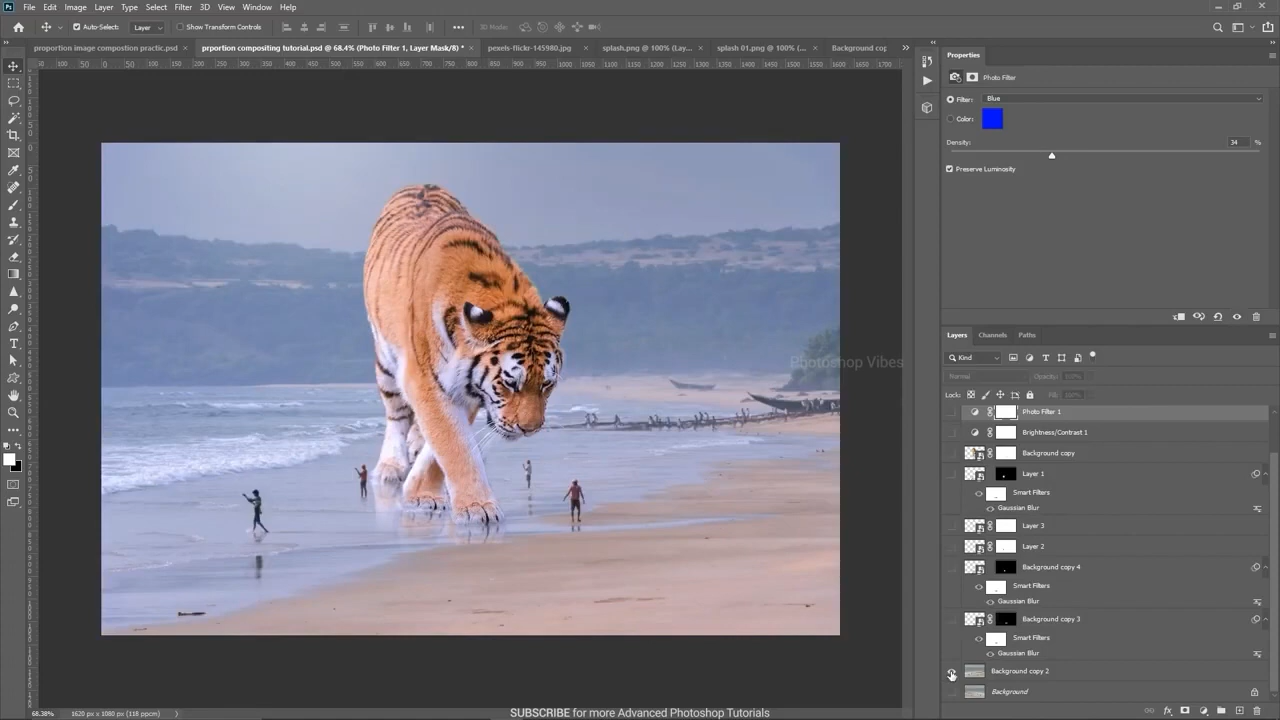 File Edit Image Layer Type Select Filter 3D View Window Help
Auto-Select: Layer Show Transform Controls 3D Mode:
proportion image compostion practic.psd × prportion compositing tutorial.psd @ 68.4% (Photo Filter 1, Layer Mask/8) * × pexels-flickr-145980.jpg × splash.png @ 100% (Lay... × splash 01.png @ 100% (... × Background cop
Properties
Photo Filter
Filter: Blue
Color:
Density: 34 %
Preserve Luminosity
Photoshop Vibes
Layers Channels Paths
Kind
Normal Opacity: 100%
Lock: Fill: 100%
Photo Filter 1
Brightness/Contrast 1
Background copy
Layer 1
Smart Filters
Gaussian Blur
Layer 3
Layer 2
Background copy 4
Smart Filters
Gaussian Blur
Background copy 3
Smart Filters
Gaussian Blur
Background copy 2
Background
68.38% 1620 px x 1080 px (118 ppcm)
SUBSCRIBE for more Advanced Photoshop Tutorials